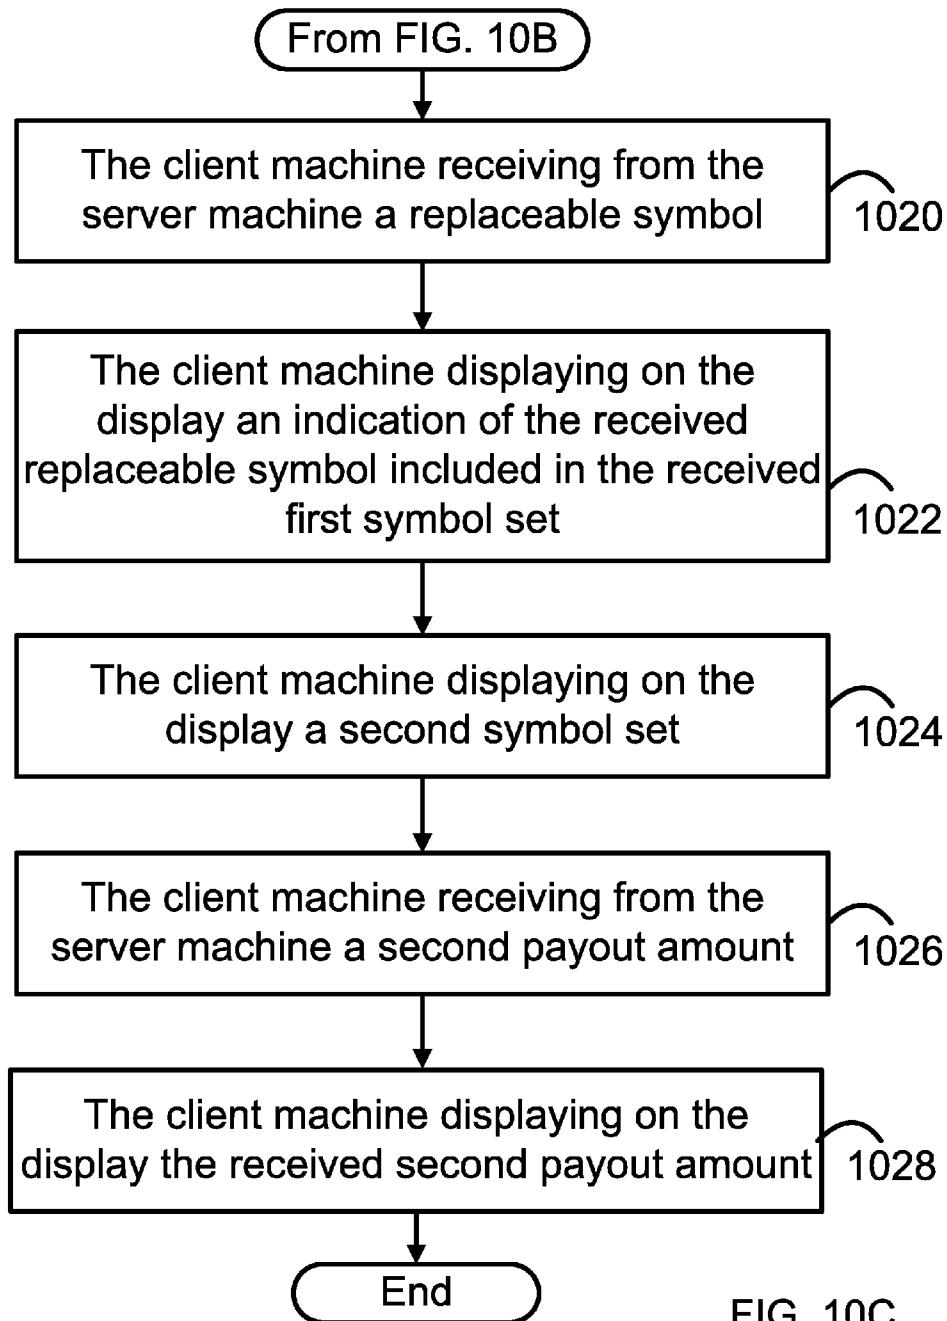 From FIG. 10B
The client machine receiving from the
server machine a replaceable symbol
1020
The client machine displaying on the
display an indication of the received
replaceable symbol included in the received
first symbol set
1022
The client machine displaying on the
display a second symbol set
1024
The client machine receiving from the
server machine a second payout amount
1026
The client machine displaying on the
display the received second payout amount
1028
End
FIG. 10C